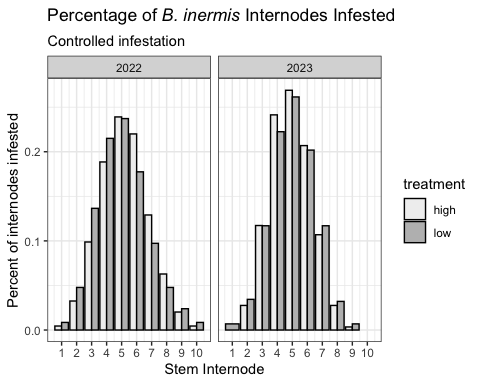 Percentage of B. inermis Internodes Infested
Controlled infestation
2022
2023
Percent of internodes infested
0.2
0.1
0.0
1 2 3 4 5 6 7 8 9 10
1 2 3 4 5 6 7 8 9 10
Stem Internode
treatment
high
low